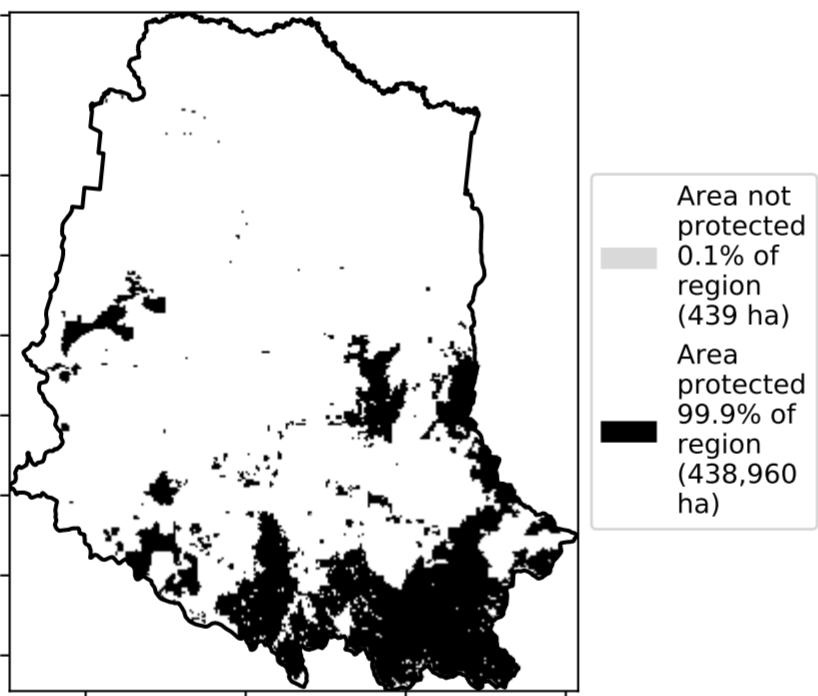 Area not
protected
0.1% of
region
(439 ha)
Area
protected
99.9% of
region
(438,960
ha)